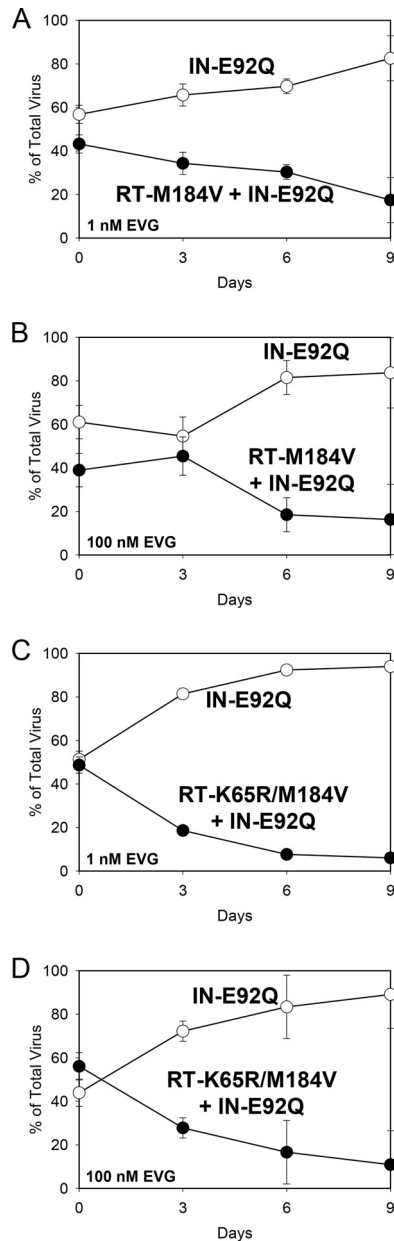 A
% of Total Virus
100
80
60
40
20
0
IN-E92Q
RT-M184V + IN-E92Q
1 nM EVG
0 3 6 9
Days
B
% of Total Virus
100
80
60
40
20
0
IN-E92Q
RT-M184V
+ IN-E92Q
100 nM EVG
0 3 6 9
Days
C
% of Total Virus
100
80
60
40
20
0
IN-E92Q
RT-K65R/M184V
+ IN-E92Q
1 nM EVG
0 3 6 9
Days
D
% of Total Virus
100
80
60
40
20
0
IN-E92Q
RT-K65R/M184V
+ IN-E92Q
100 nM EVG
0 3 6 9
Days